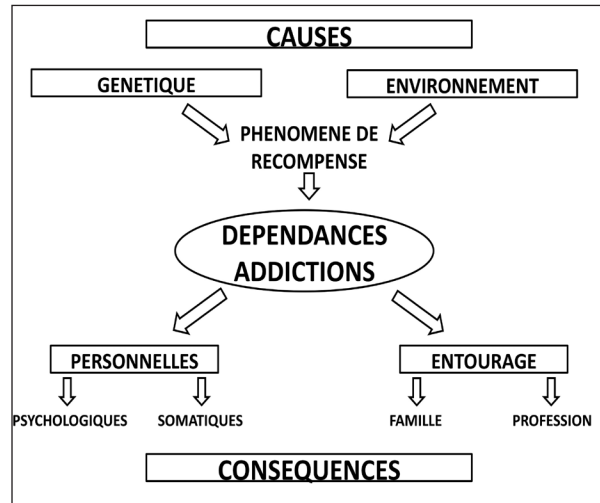 CAUSES
GENETIQUE
ENVIRONNEMENT
PHENOMENE DE
RECOMPENSE
DEPENDANCES
ADDICTIONS
PERSONNELLES
ENTOURAGE
PSYCHOLOGIQUES
SOMATIQUES
FAMILLE
PROFESSION
CONSEQUENCES